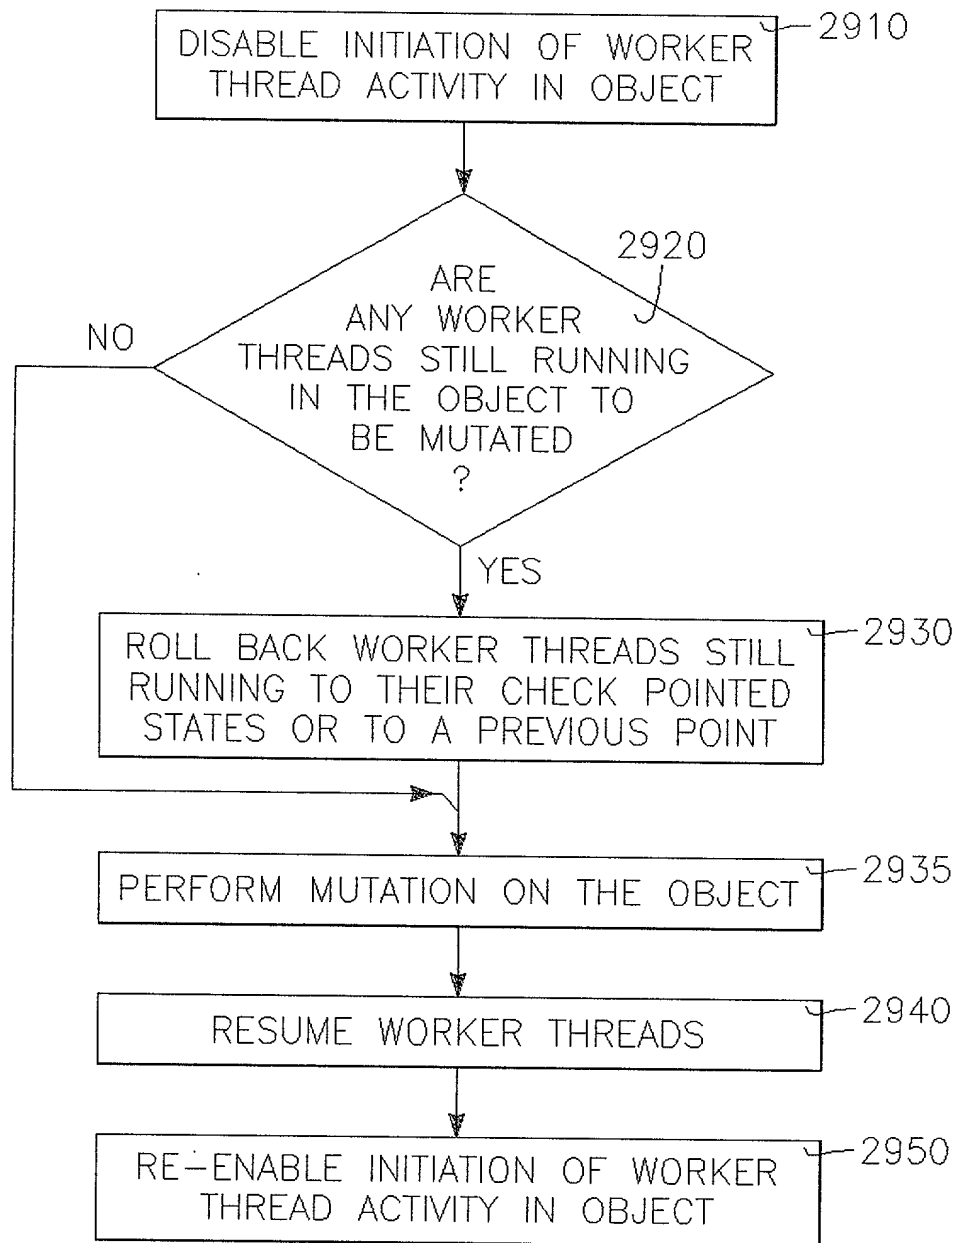 DISABLE INITIATION OF WORKER
THREAD ACTIVITY IN OBJECT
2910
2920
ARE
ANY WORKER
THREADS STILL RUNNING
IN THE OBJECT TO
BE MUTATED
?
NO
YES
ROLL BACK WORKER THREADS STILL
RUNNING TO THEIR CHECK POINTED
STATES OR TO A PREVIOUS POINT
2930
PERFORM MUTATION ON THE OBJECT
2935
RESUME WORKER THREADS
2940
RE-ENABLE INITIATION OF WORKER
THREAD ACTIVITY IN OBJECT
2950